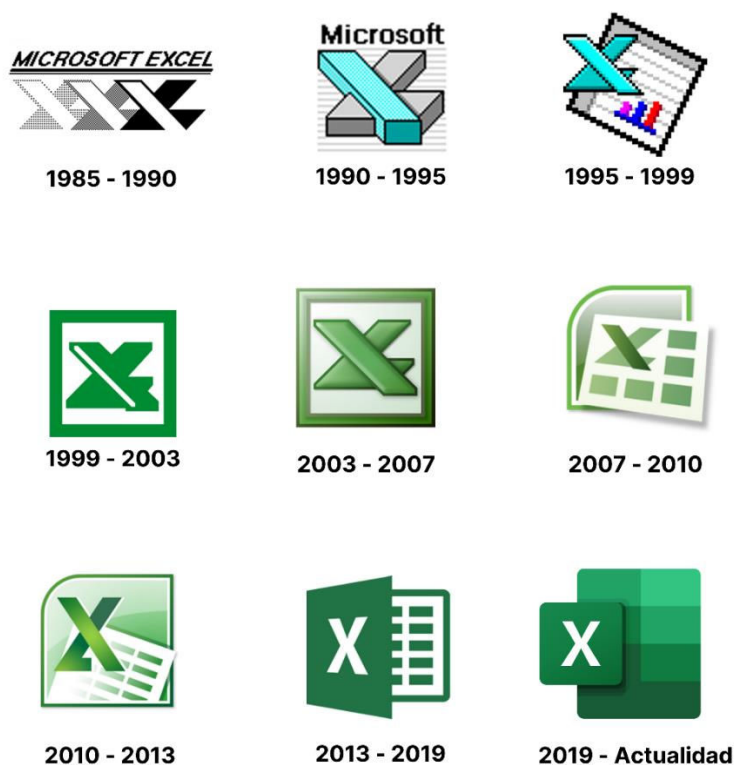 MICROSOFT EXCEL
1985 - 1990
Microsoft
1990 - 1995
1995 - 1999
1999 - 2003
2003 - 2007
2007 - 2010
2010 - 2013
X
2013 - 2019
X
2019 - Actualidad